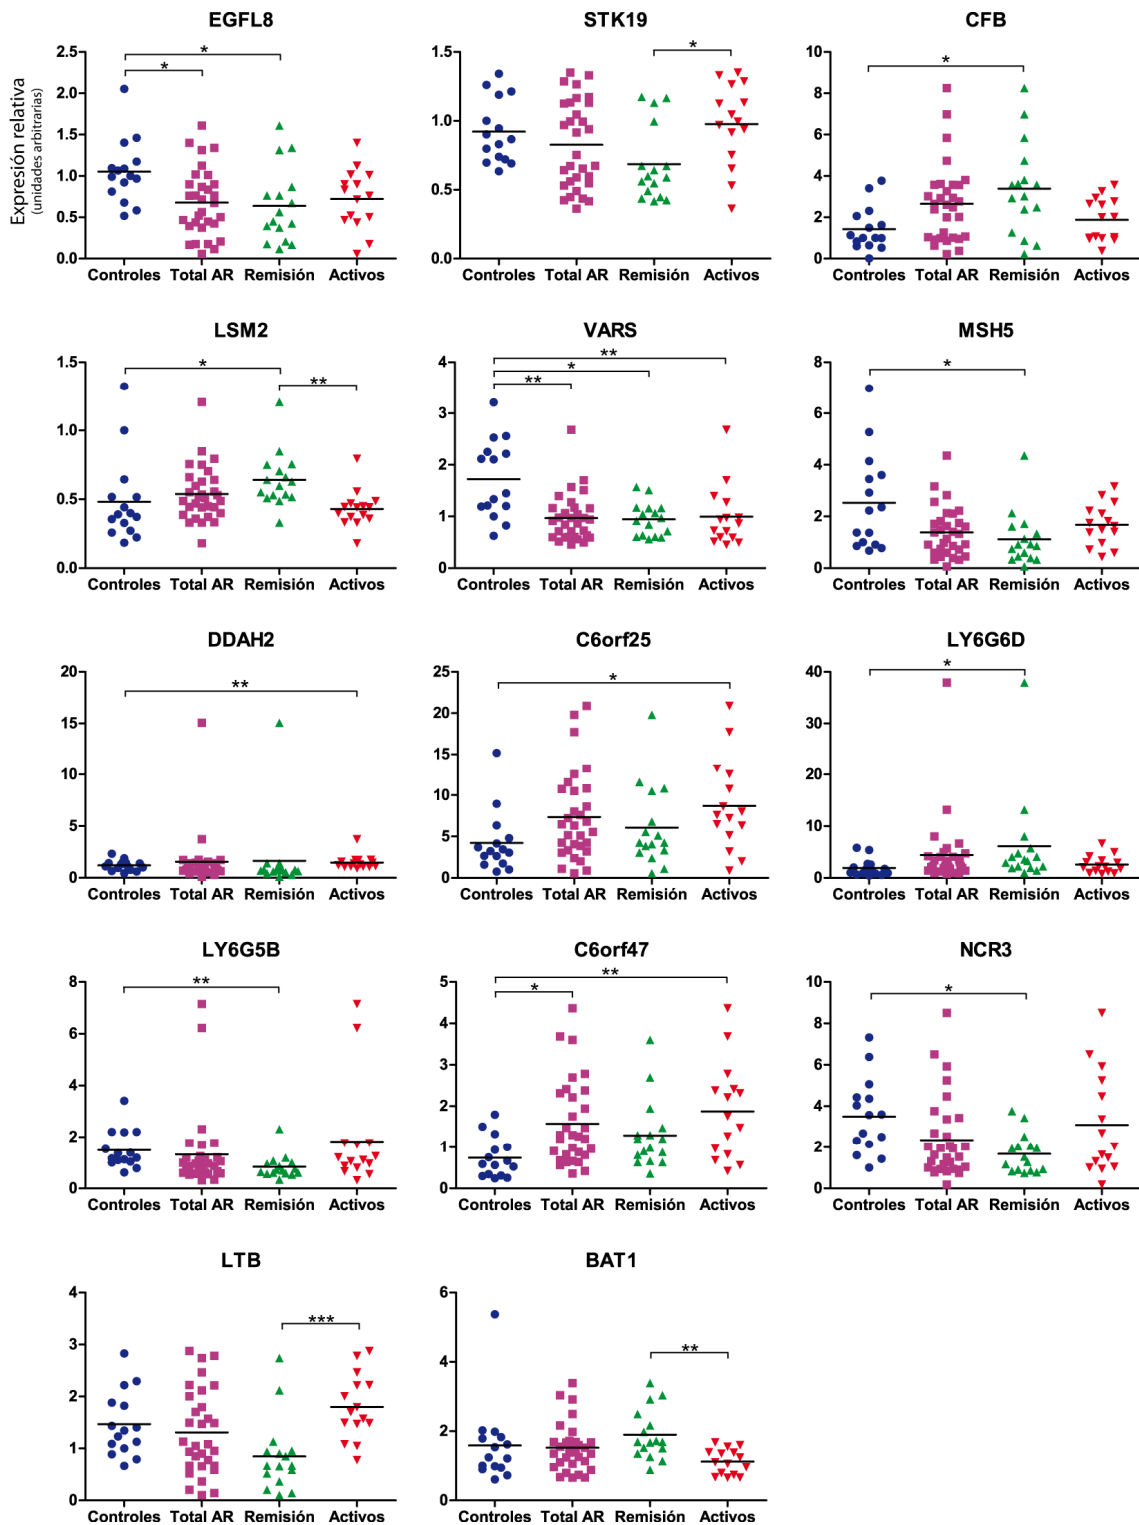 EGFL8
STK19
CFB
Expresión relativa
(unidades arbitrarias)
2.5
2.0
1.5
1.0
0.5
0.0
* *
Controles Total AR Remisión Activos
1.5
1.0
0.5
0.0
*
Controles Total AR Remisión Activos
10
8
6
4
2
0
*
Controles Total AR Remisión Activos
LSM2
VARS
MSH5
1.5
1.0
0.5
0.0
* **
Controles Total AR Remisión Activos
4
3
2
1
0
** * **
Controles Total AR Remisión Activos
8
6
4
2
0
*
Controles Total AR Remisión Activos
DDAH2
C6orf25
LY6G6D
20
15
10
5
0
**
Controles Total AR Remisión Activos
25
20
15
10
5
0
*
Controles Total AR Remisión Activos
40
30
20
10
0
*
Controles Total AR Remisión Activos
LY6G5B
C6orf47
NCR3
8
6
4
2
0
**
Controles Total AR Remisión Activos
5
4
3
2
1
0
* **
Controles Total AR Remisión Activos
10
8
6
4
2
0
*
Controles Total AR Remisión Activos
LTB
BAT1
4
3
2
1
0
***
Controles Total AR Remisión Activos
6
4
2
0
**
Controles Total AR Remisión Activos